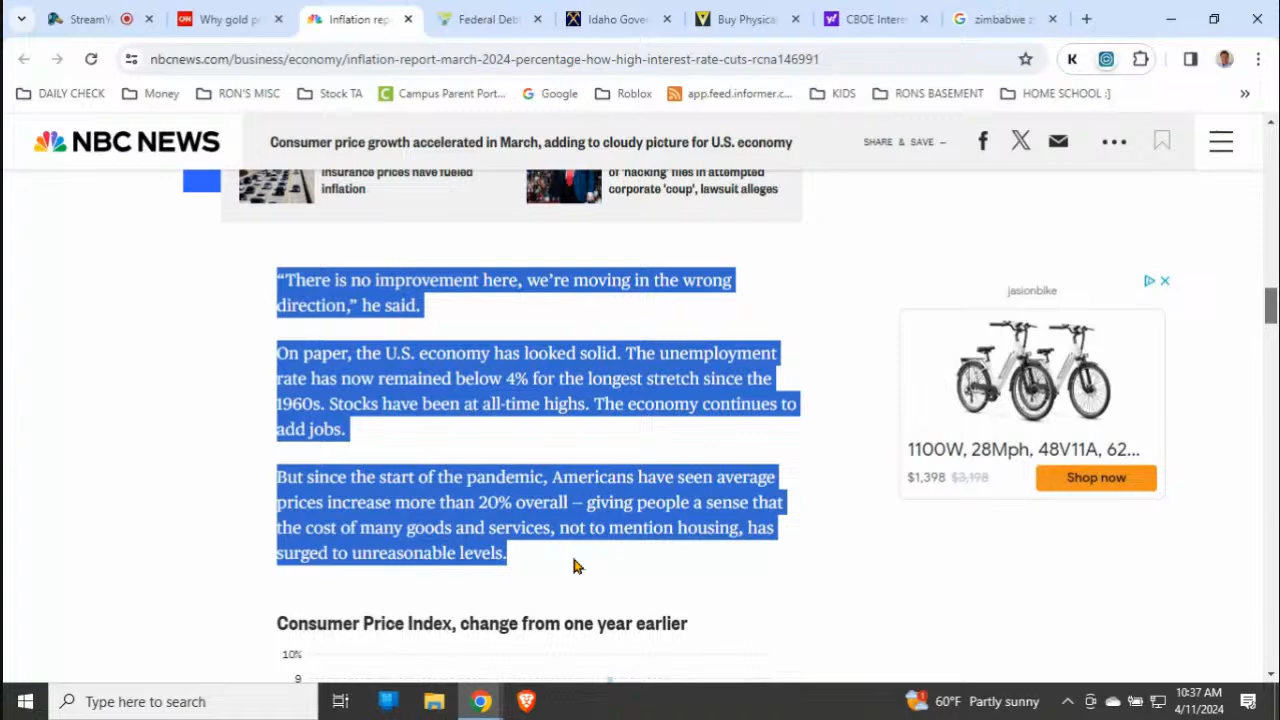 StreamY
Why gold p
Inflation rep
Federal Deb
Idaho Gove
Buy Physica
CBOE Intere
zimbabwe z
nbcnews.com/business/economy/inflation-report-march-2024-percentage-how-high-interest-rate-cuts-rcna146991
DAILY CHECK
Money
RON'S MISC
Stock TA
Campus Parent Port...
Google
Roblox
app.feed.informer.c...
KIDS
RONS BASEMENT
HOME SCHOOL :]
NBC NEWS
Consumer price growth accelerated in March, adding to cloudy picture for U.S. economy
SHARE & SAVE –
insurance prices have fueled
inflation
of 'hacking' files in attempted
corporate 'coup', lawsuit alleges
“There is no improvement here, we’re moving in the wrong
direction,” he said.
On paper, the U.S. economy has looked solid. The unemployment
rate has now remained below 4% for the longest stretch since the
1960s. Stocks have been at all-time highs. The economy continues to
add jobs.
But since the start of the pandemic, Americans have seen average
prices increase more than 20% overall – giving people a sense that
the cost of many goods and services, not to mention housing, has
surged to unreasonable levels.
Consumer Price Index, change from one year earlier
10%
9
jasionbike
1100W, 28Mph, 48V11A, 62...
$1,398 $3,198
Shop now
Type here to search
60°F Partly sunny
10:37 AM
4/11/2024